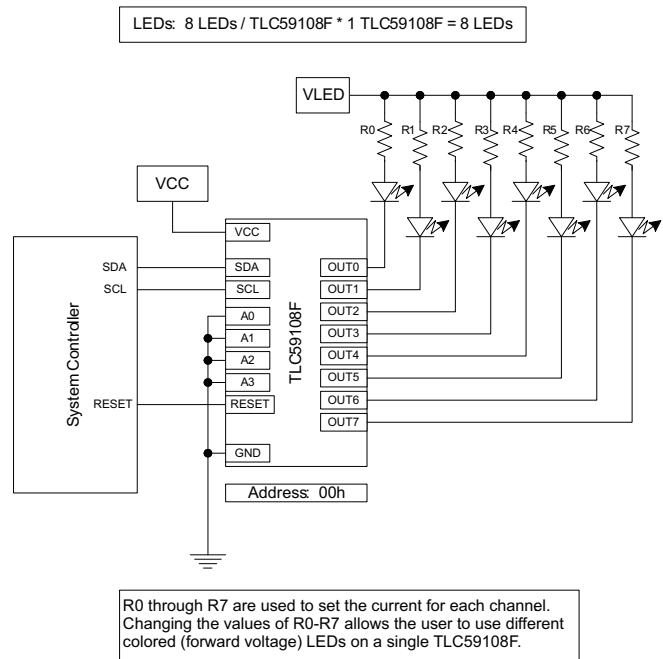 LEDs: 8 LEDs / TLC59108F * 1 TLC59108F = 8 LEDs
VLED
R0 R1 R2 R3 R4 R5 R6 R7
VCC
VCC
SDA SDA OUT0
SCL SCL OUT1
A0 OUT2
A1 OUT3
A2 OUT4
A3 OUT5
RESET RESET OUT6
OUT7
GND
System Controller
TLC59108F
Address: 00h
R0 through R7 are used to set the current for each channel.
Changing the values of R0-R7 allows the user to use different
colored (forward voltage) LEDs on a single TLC59108F.